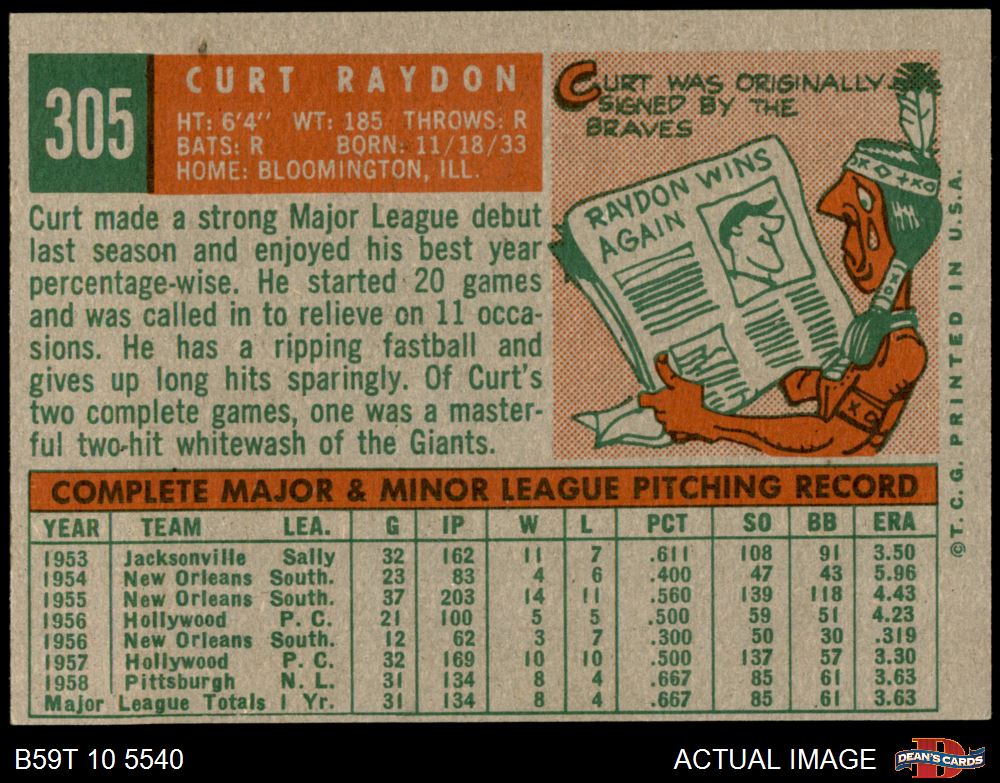 305
CURT RAYDON
HT: 6'4" WT: 185 THROWS: R
BATS: R BORN: 11/18/33
HOME: BLOOMINGTON, ILL.
Curt made a strong Major League debut
last season and enjoyed his best year
percentage-wise. He started 20 games
and was called in to relieve on 11 occa-
sions. He has a ripping fastball and
gives up long hits sparingly. Of Curt's
two complete games, one was a master-
ful two-hit whitewash of the Giants.
CURT WAS ORIGINALLY
SIGNED BY THE
BRAVES
RAYDON WINS
AGAIN
COMPLETE MAJOR & MINOR LEAGUE PITCHING RECORD
YEAR TEAM LEA. G IP W L PCT SO BB ERA
1953 Jacksonville Sally 32 162 11 7 .611 108 91 3.50
1954 New Orleans South. 23 83 4 6 .400 47 43 5.96
1955 New Orleans South. 37 203 14 11 .560 139 118 4.43
1956 Hollywood P. C. 21 100 5 5 .500 59 51 4.23
1956 New Orleans South. 12 62 3 7 .300 50 30 .319
1957 Hollywood P. C. 32 169 10 10 .500 137 57 3.30
1958 Pittsburgh N. L. 31 134 8 4 .667 85 61 3.63
Major League Totals 1 Yr. 31 134 8 4 .667 85 .61 3.63
© T. C. G. PRINTED IN U.S.A.
B59T 10 5540
ACTUAL IMAGE
DEAN'S CARDS